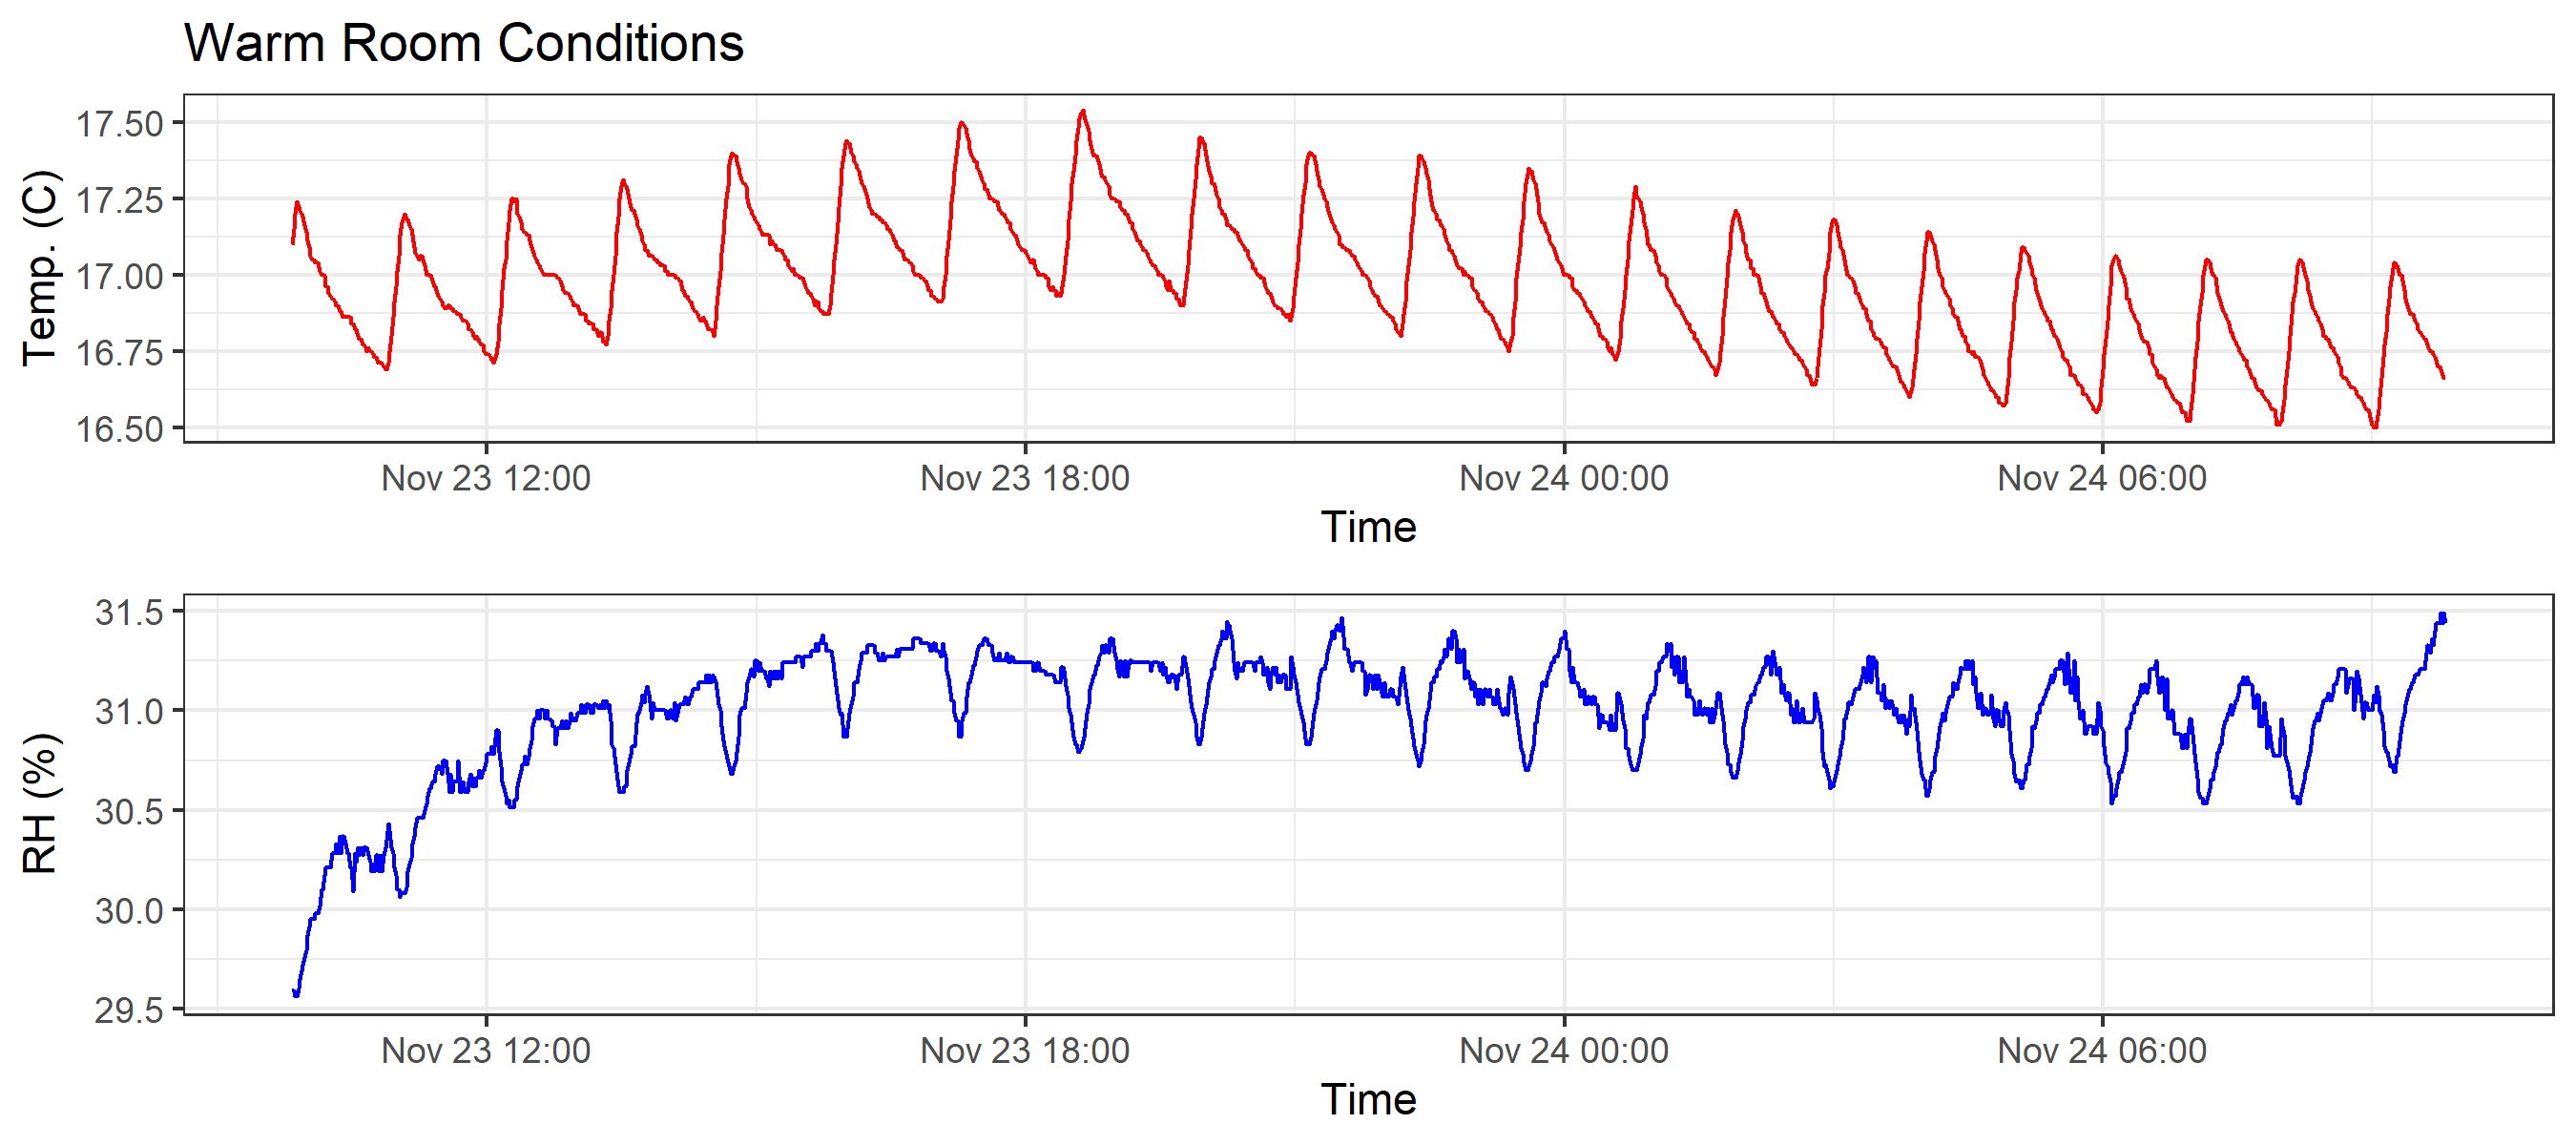 Warm Room Conditions
Temp. (C)
17.50
17.25
17.00
16.75
16.50
Nov 23 12:00 Nov 23 18:00 Nov 24 00:00 Nov 24 06:00
Time
RH (%)
31.5
31.0
30.5
30.0
29.5
Nov 23 12:00 Nov 23 18:00 Nov 24 00:00 Nov 24 06:00
Time